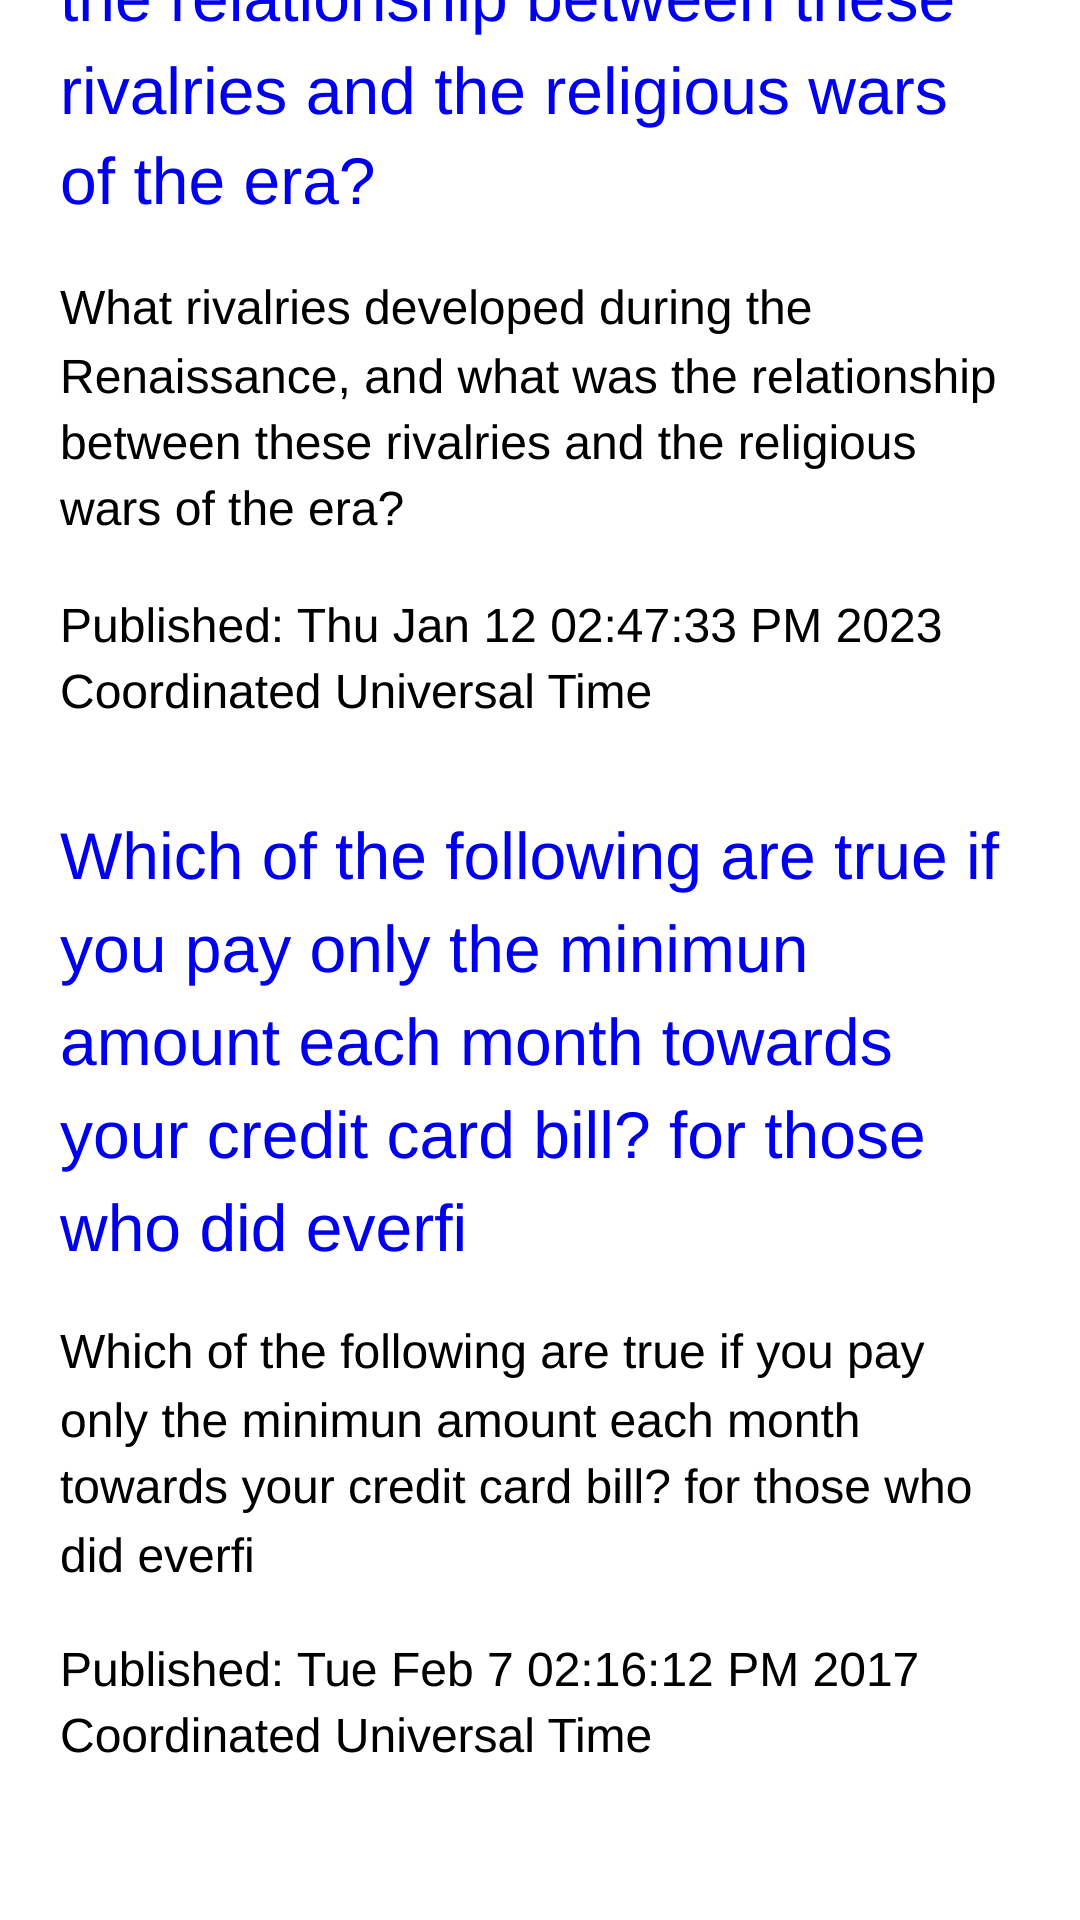 the relationship between these
rivalries and the religious wars
of the era?
What rivalries developed during the
Renaissance, and what was the relationship
between these rivalries and the religious
wars of the era?
Published: Thu Jan 12 02:47:33 PM 2023
Coordinated Universal Time
Which of the following are true if
you pay only the minimun
amount each month towards
your credit card bill? for those
who did everfi
Which of the following are true if you pay
only the minimun amount each month
towards your credit card bill? for those who
did everfi
Published: Tue Feb 7 02:16:12 PM 2017
Coordinated Universal Time